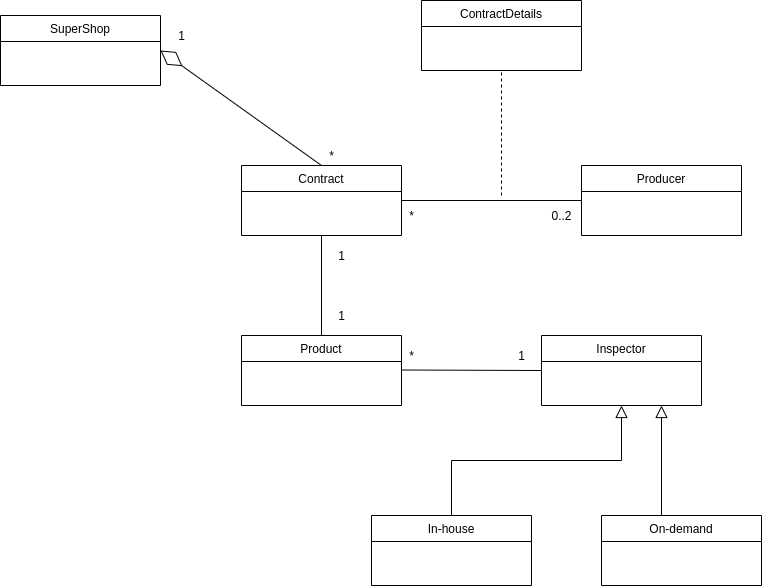 ContractDetails
SuperShop
1
*
Contract
Producer
*
0..2
1
1
Product
*
1
Inspector
In-house
On-demand